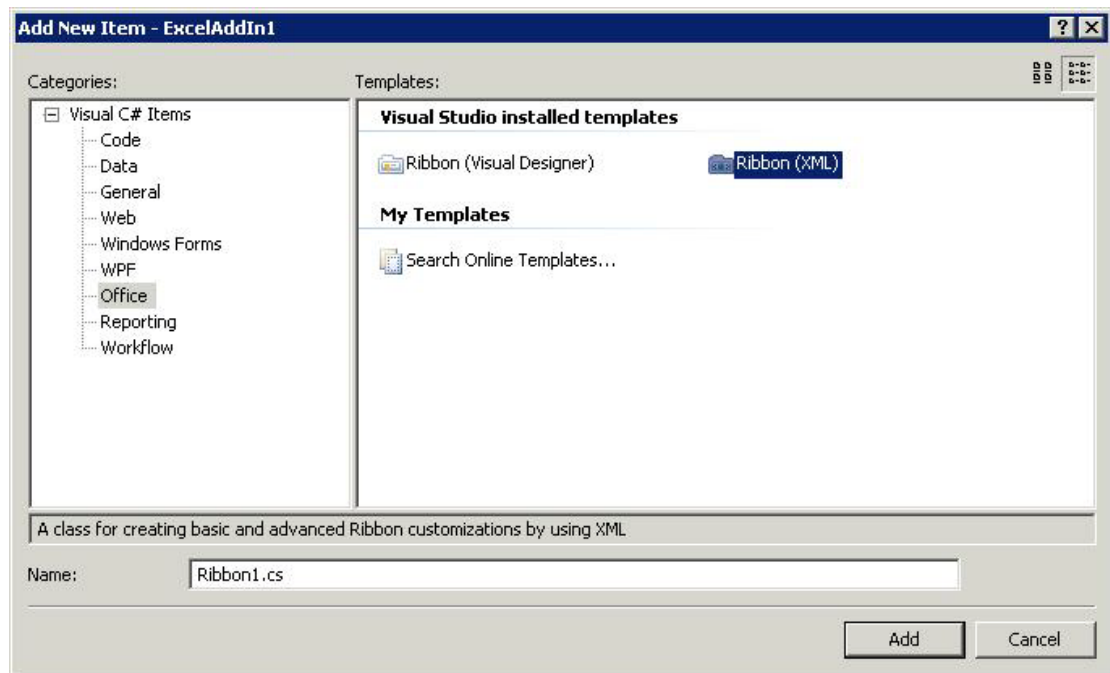 Add New Item - ExcelAddIn1
Categories:
Templates:
Visual C# Items
Code
Data
General
Web
Windows Forms
WPF
Office
Reporting
Workflow
Visual Studio installed templates
Ribbon (Visual Designer)
Ribbon (XML)
My Templates
Search Online Templates...
A class for creating basic and advanced Ribbon customizations by using XML
Name:
Ribbon1.cs
Add
Cancel